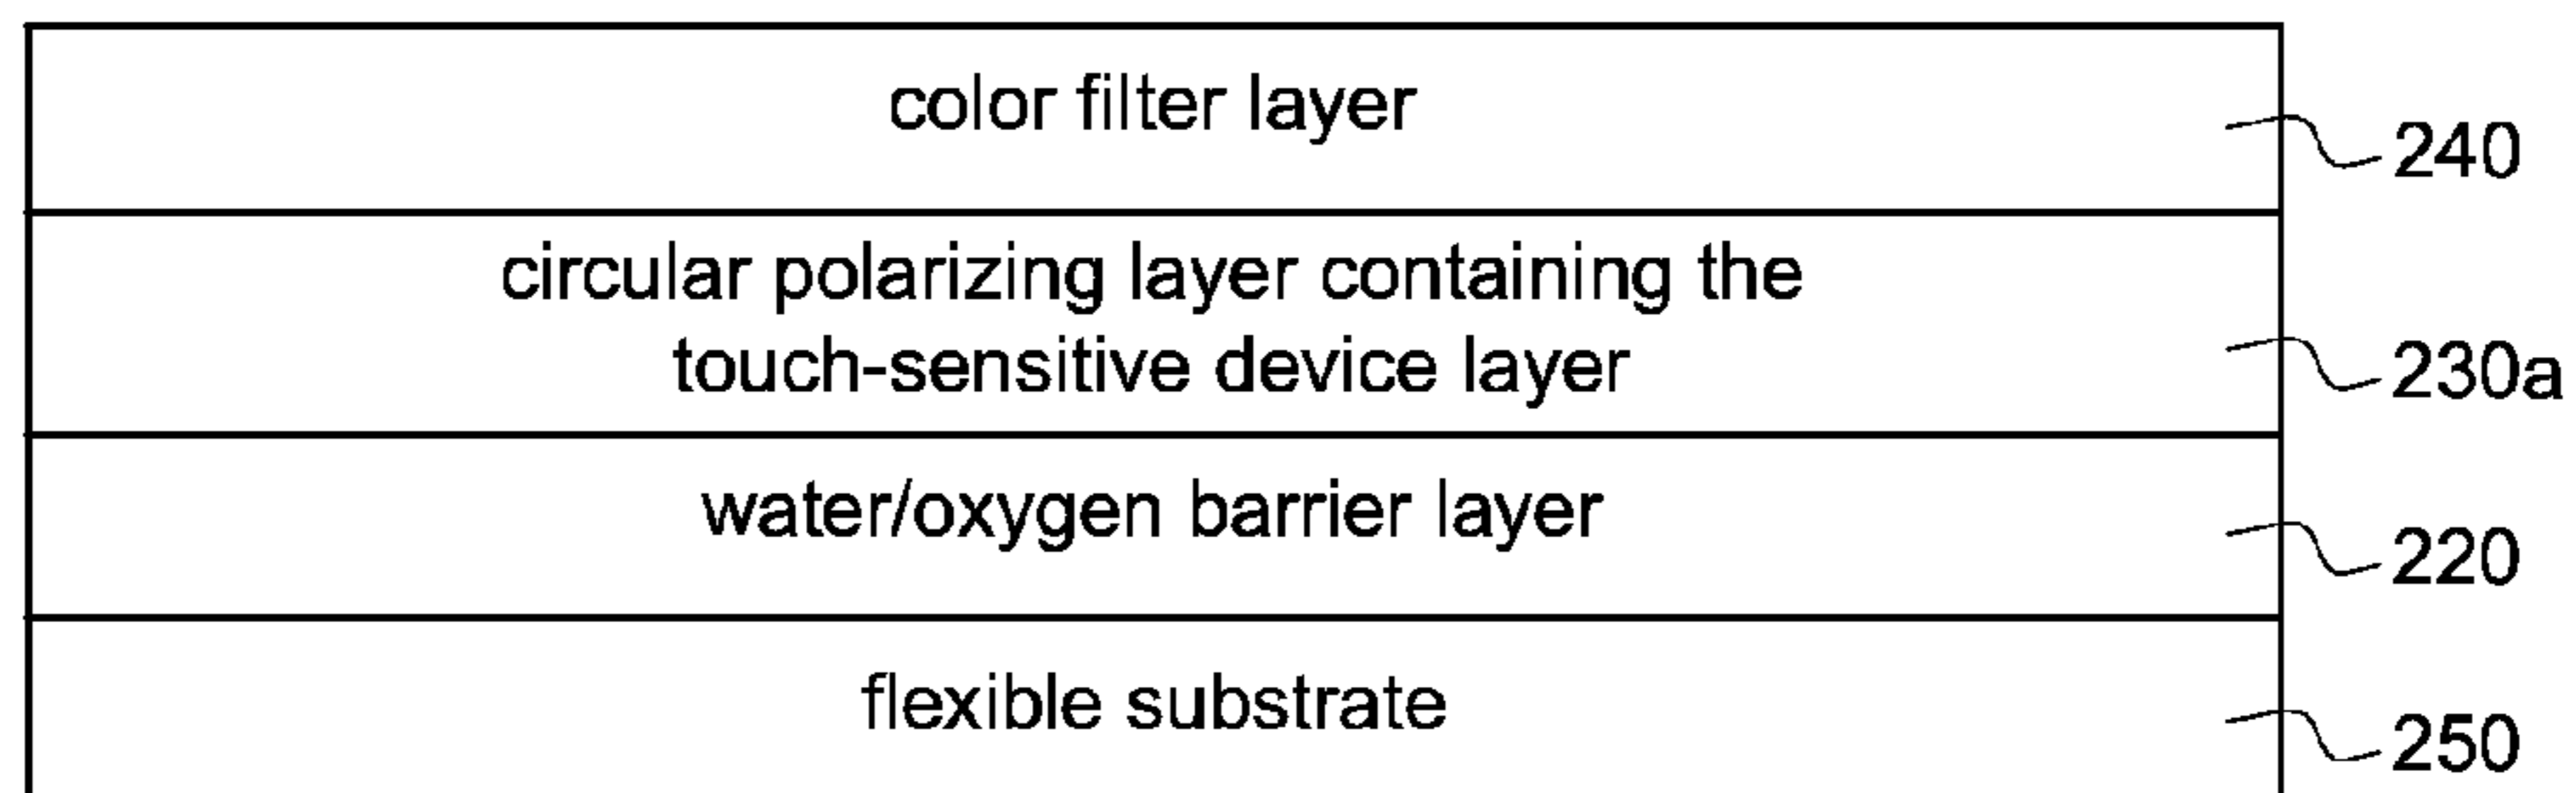 color filter layer
240
circular polarizing layer containing the
touch-sensitive device layer
230a
water/oxygen barrier layer
220
flexible substrate
250